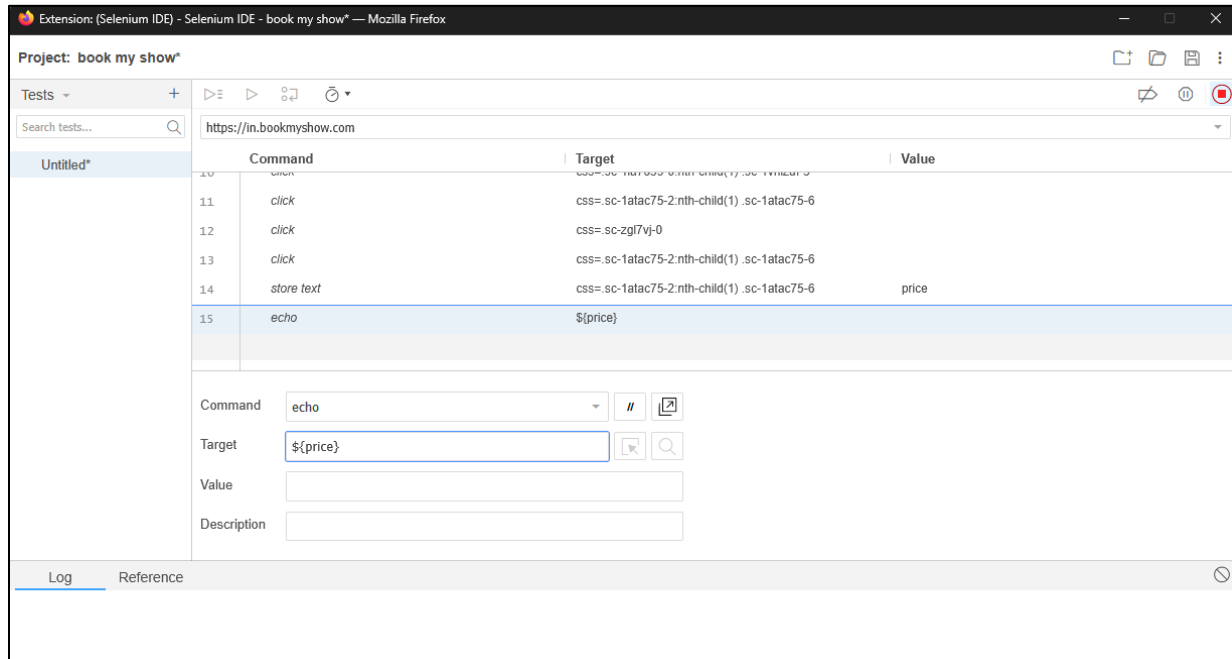 Extension: (Selenium IDE) - Selenium IDE - book my show* — Mozilla Firefox
Project: book my show*
Tests
Search tests...
https://in.bookmyshow.com
Untitled*
Command Target Value
10 click
11 click css=.sc-1atac75-2:nth-child(1) .sc-1atac75-6
12 click css=.sc-zgl7vj-0
13 click css=.sc-1atac75-2:nth-child(1) .sc-1atac75-6
14 store text css=.sc-1atac75-2:nth-child(1) .sc-1atac75-6 price
15 echo ${price}
Command echo //
Target ${price}
Value
Description
Log Reference